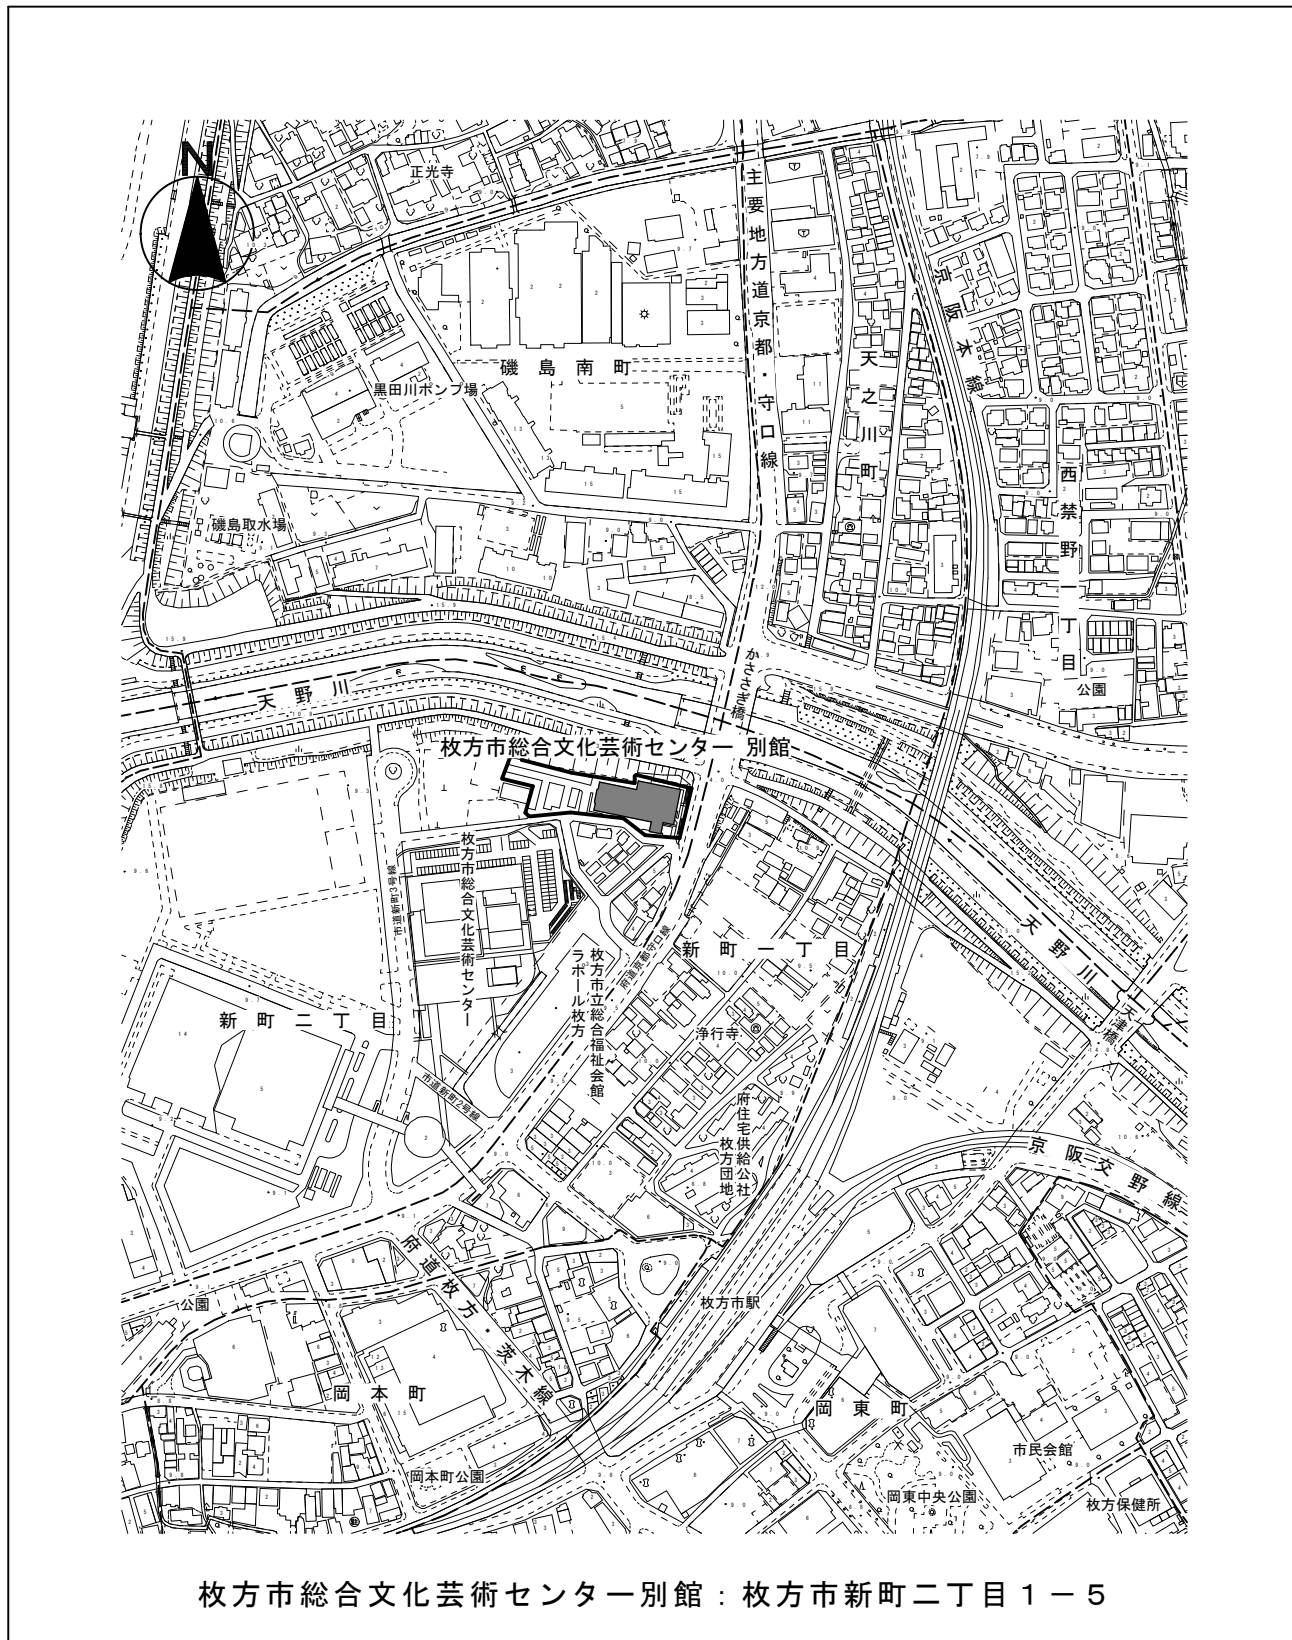 N
正光寺
主要地方道京都・守口線
京阪本線
磯島南町
天之川町
黒田川ポンプ場
西禁野一丁目
磯島取水場
かささぎ橋
公園
天野川
枚方市総合文化芸術センター 別館
市道新町3号線
枚方市総合文化芸術センター
府道京都守口線
新町一丁目
天野川
天津橋
枚方市立総合福祉会館
ラポール枚方
新町二丁目
浄行寺
市道新町2号線
府住宅供給公社
枚方団地
京阪交野線
府道枚方・茨木線
公園
枚方市駅
岡本町
岡東町
市民会館
岡本町公園
岡東中央公園
枚方保健所
枚方市総合文化芸術センター別館：枚方市新町二丁目１－５